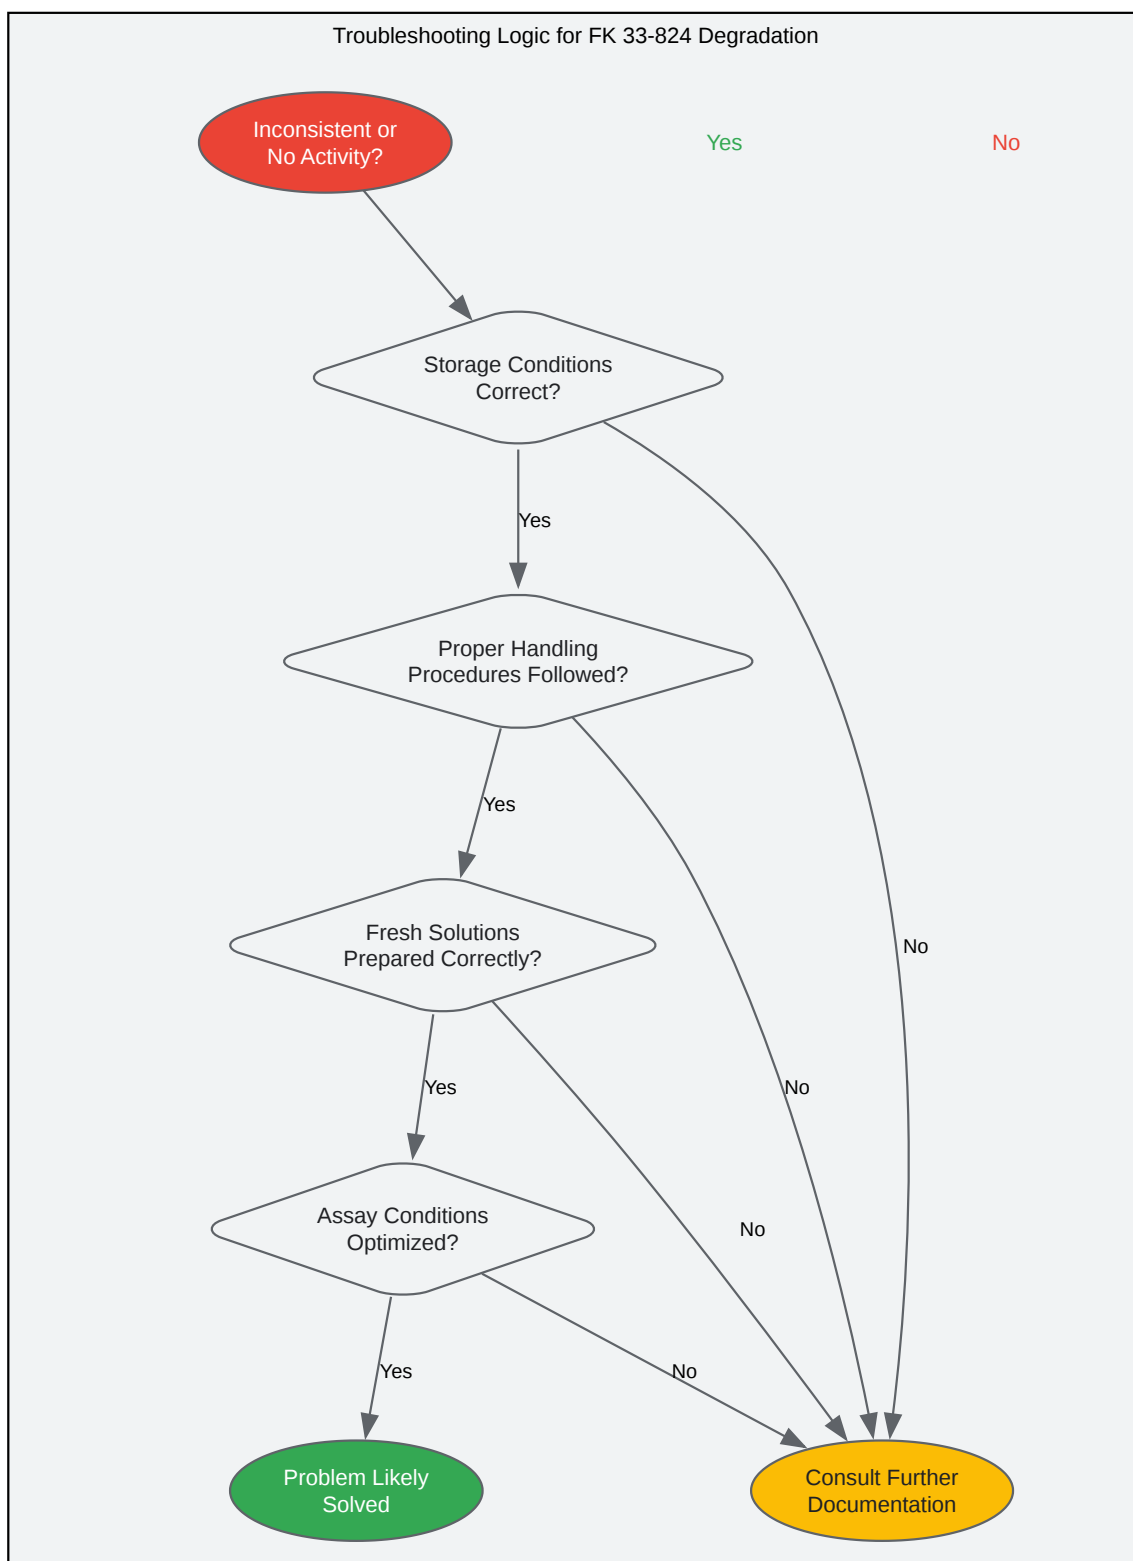 Troubleshooting Logic for FK 33-824 Degradation
Inconsistent or
No Activity?
Yes
No
Storage Conditions
Correct?
Yes
Proper Handling
Procedures Followed?
Yes
Fresh Solutions
Prepared Correctly?
No
Yes
No
Assay Conditions
Optimized?
No
Yes
No
Problem Likely
Solved
Consult Further
Documentation